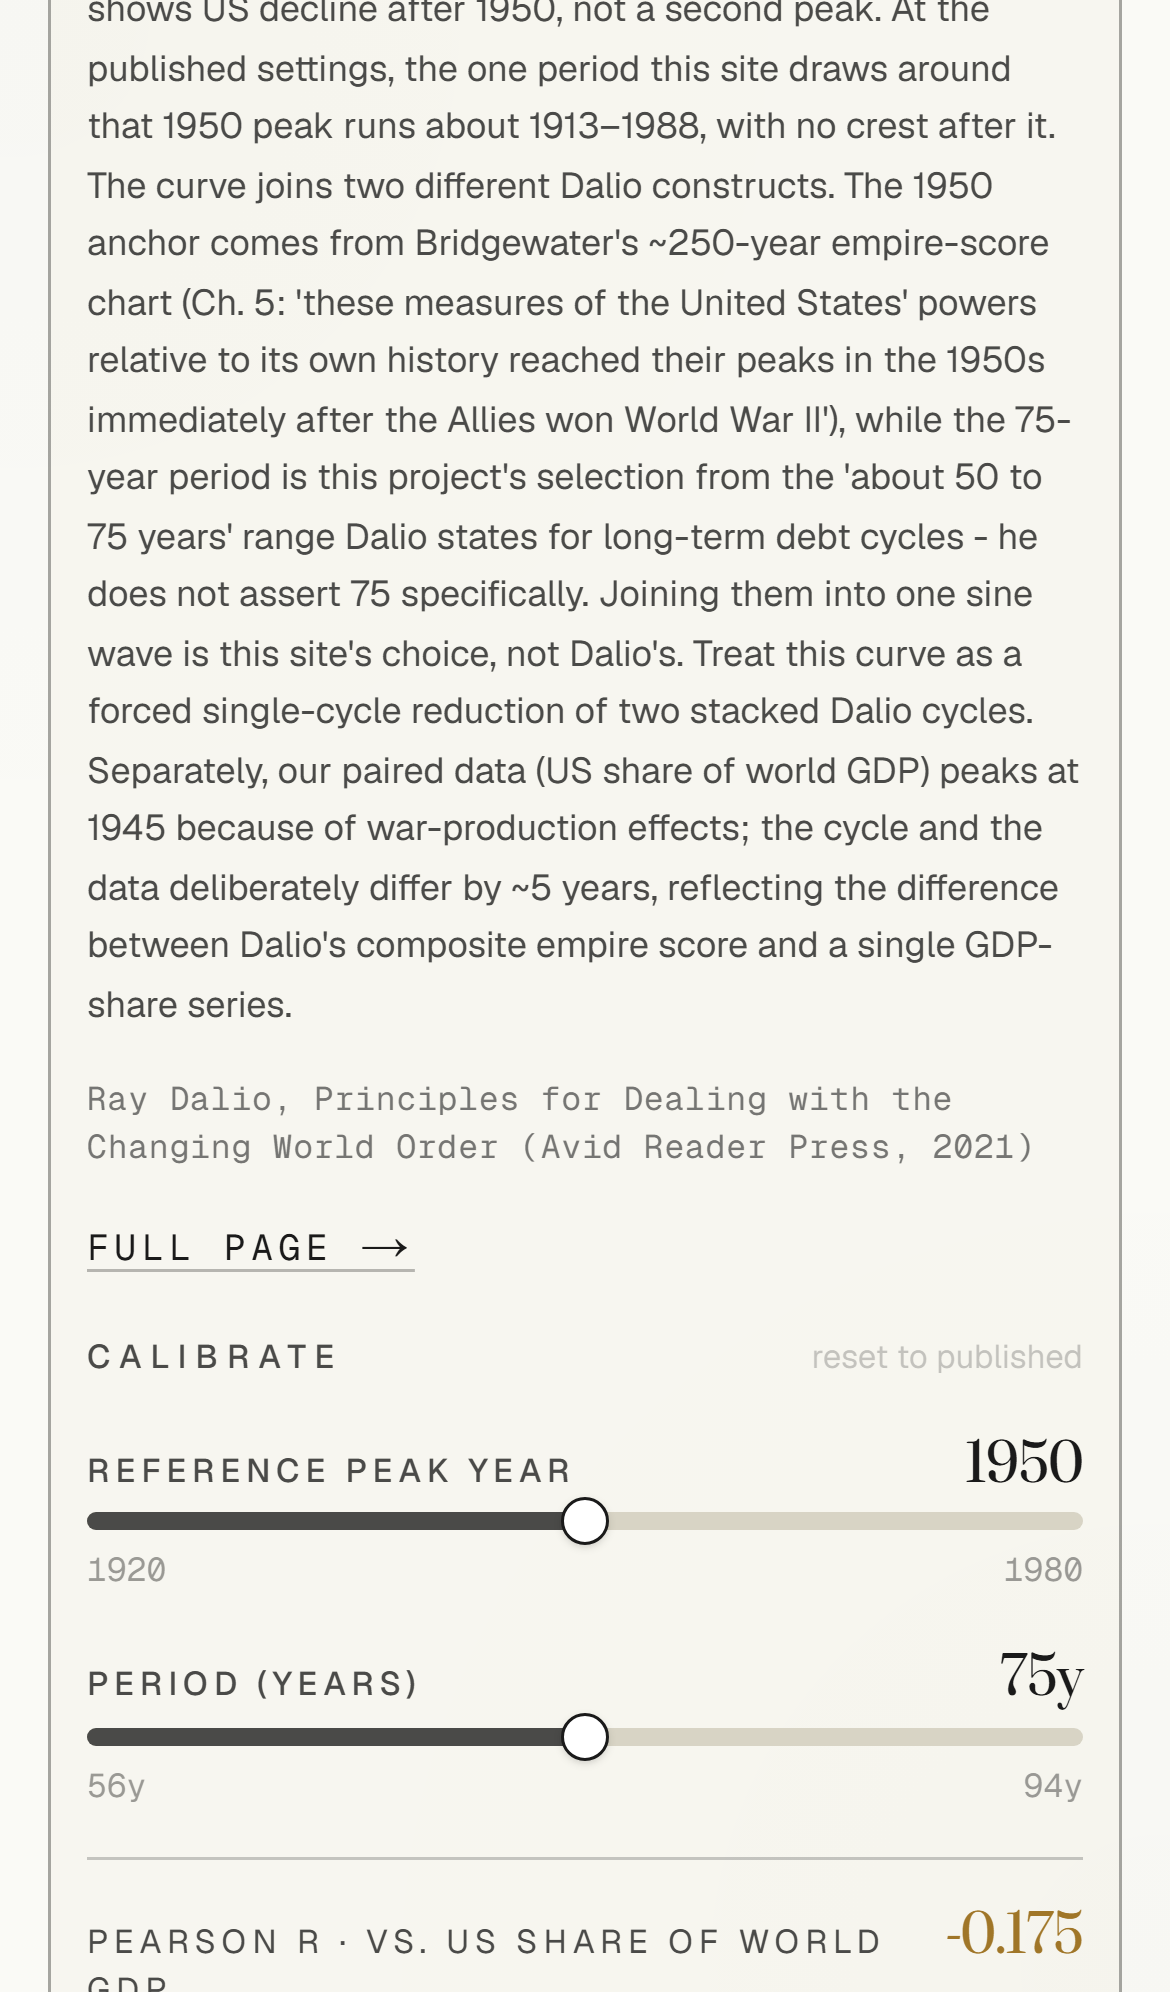 shows US decline after 1950, not a second peak. At the
published settings, the one period this site draws around
that 1950 peak runs about 1913–1988, with no crest after it.
The curve joins two different Dalio constructs. The 1950
anchor comes from Bridgewater's ~250-year empire-score
chart (Ch. 5: 'these measures of the United States' powers
relative to its own history reached their peaks in the 1950s
immediately after the Allies won World War II'), while the 75-
year period is this project's selection from the 'about 50 to
75 years' range Dalio states for long-term debt cycles - he
does not assert 75 specifically. Joining them into one sine
wave is this site's choice, not Dalio's. Treat this curve as a
forced single-cycle reduction of two stacked Dalio cycles.
Separately, our paired data (US share of world GDP) peaks at
1945 because of war-production effects; the cycle and the
data deliberately differ by ~5 years, reflecting the difference
between Dalio's composite empire score and a single GDP-
share series.
Ray Dalio, Principles for Dealing with the
Changing World Order (Avid Reader Press, 2021)
FULL PAGE →
CALIBRATE reset to published
REFERENCE PEAK YEAR 1950
1920 1980
PERIOD (YEARS) 75y
56y 94y
PEARSON R · VS. US SHARE OF WORLD -0.175
GDP